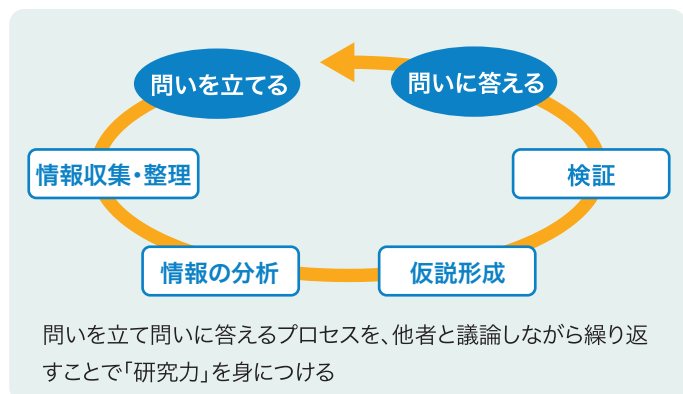 問いを立てる
問いに答える
情報収集・整理
検証
情報の分析
仮説形成
問いを立て問いに答えるプロセスを、他者と議論しながら繰り返
すことで「研究力」を身につける